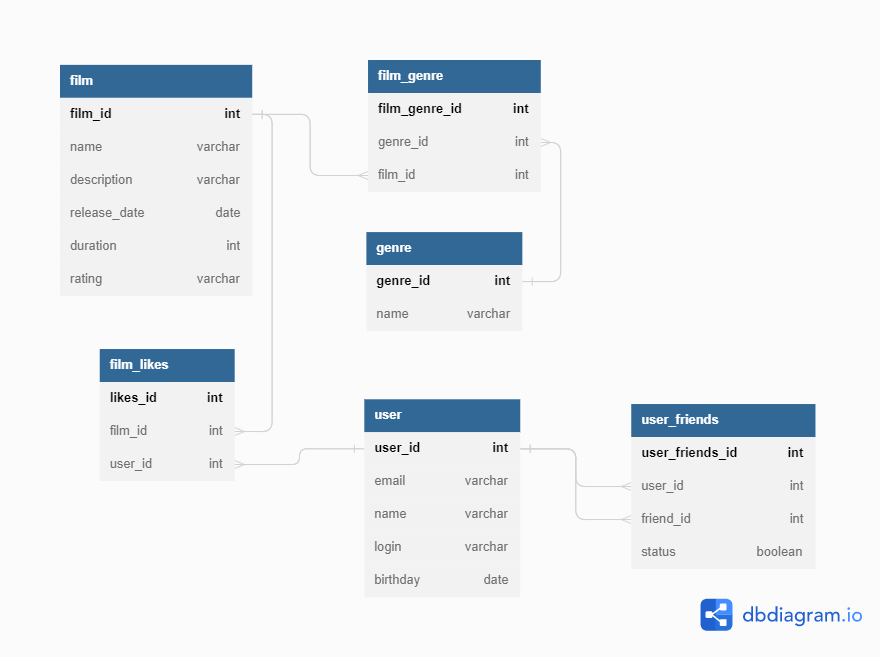 film
film_id int
name varchar
description varchar
release_date date
duration int
rating varchar
film_genre
film_genre_id int
genre_id int
film_id int
genre
genre_id int
name varchar
film_likes
likes_id int
film_id int
user_id int
user
user_id int
email varchar
name varchar
login varchar
birthday date
user_friends
user_friends_id int
user_id int
friend_id int
status boolean
dbdiagram.io